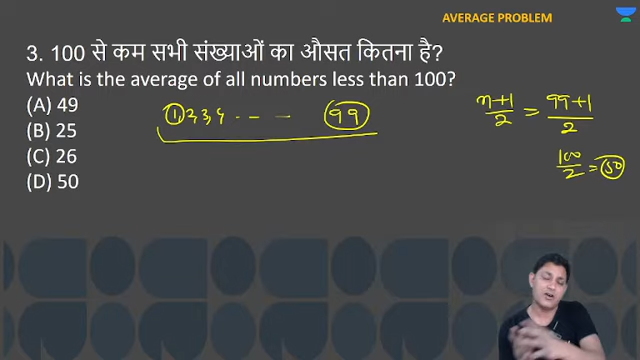 AVERAGE PROBLEM
3. 100 से कम सभी संख्याओं का औसत कितना है?
What is the average of all numbers less than 100?
(A) 49
(B) 25
(C) 26
(D) 50
1, 2, 3, 4 ... 99
n+1/2 = 99+1/2
100/2 = 50